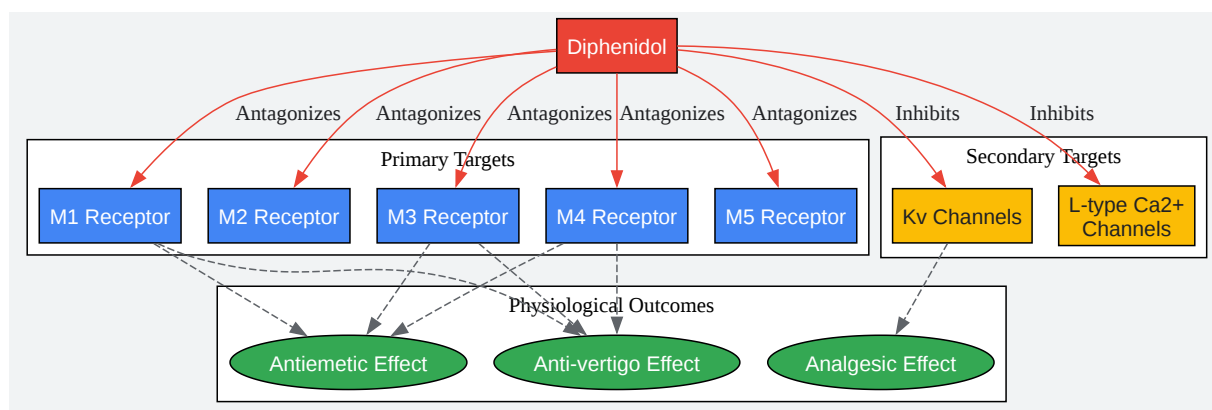 Diphenidol
Antagonizes
Antagonizes
Antagonizes
Antagonizes
Antagonizes
Inhibits
Inhibits
Primary Targets
Secondary Targets
M1 Receptor
M2 Receptor
M3 Receptor
M4 Receptor
M5 Receptor
Kv Channels
L-type Ca2+
Channels
Physiological Outcomes
Antiemetic Effect
Anti-vertigo Effect
Analgesic Effect